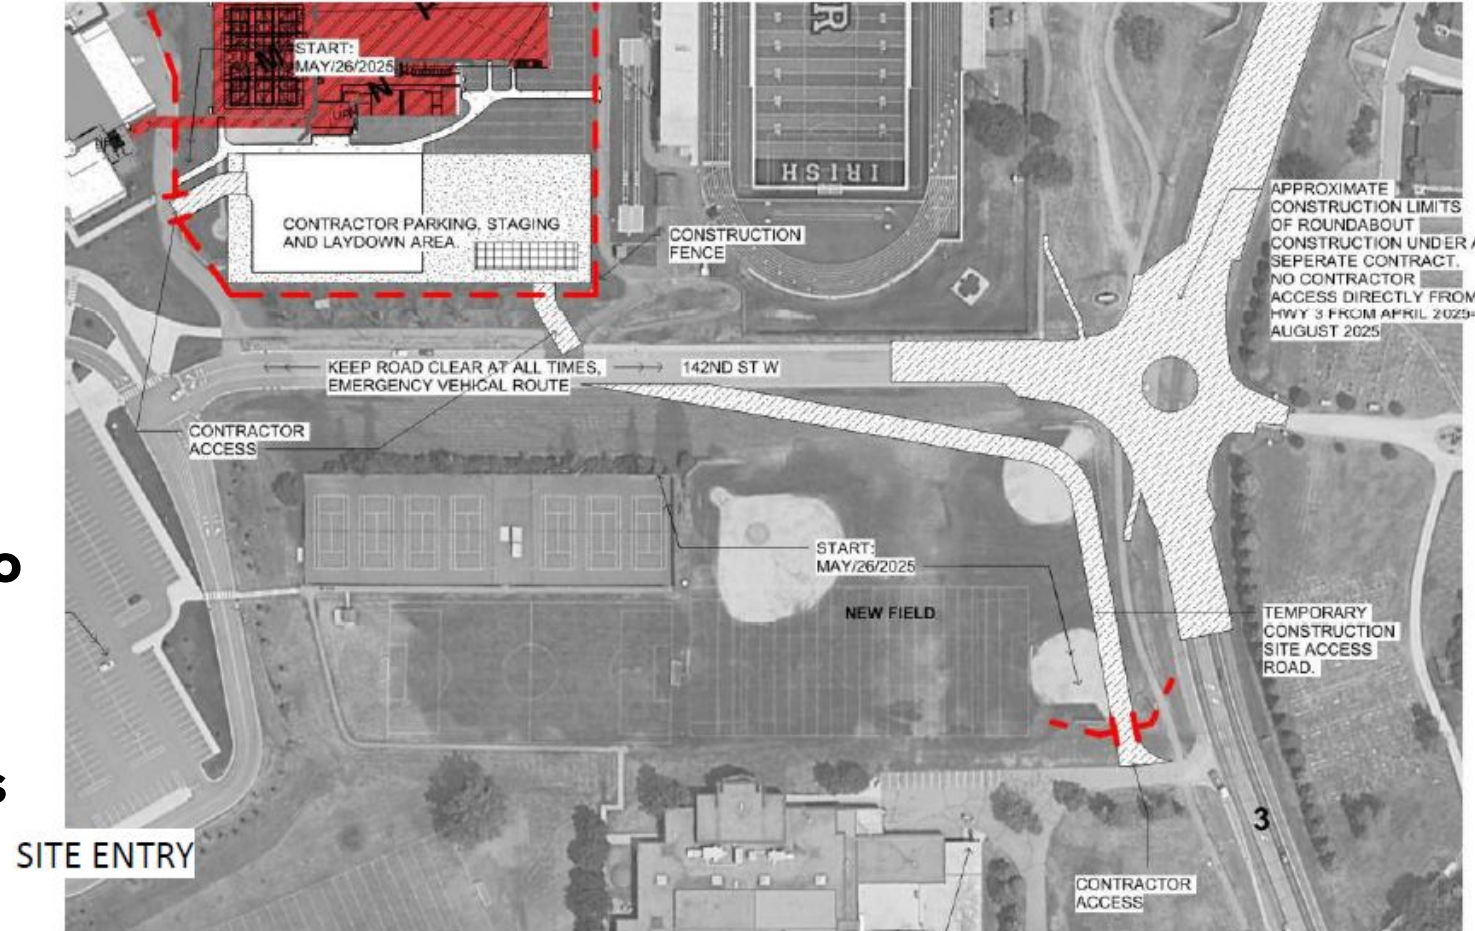 START:
MAY/26/2025
M
N
CONTRACTOR PARKING, STAGING
AND LAYDOWN AREA.
CONSTRUCTION
FENCE
R
IRISH
APPROXIMATE
CONSTRUCTION LIMITS
OF ROUNDABOUT
CONSTRUCTION UNDER A
SEPERATE CONTRACT.
NO CONTRACTOR
ACCESS DIRECTLY FROM
HWY 3 FROM APRIL 2025-
AUGUST 2025
KEEP ROAD CLEAR AT ALL TIMES,
EMERGENCY VEHICAL ROUTE
142ND ST W
CONTRACTOR
ACCESS
START:
MAY/26/2025
NEW FIELD
TEMPORARY
CONSTRUCTION
SITE ACCESS
ROAD.
o
s
SITE ENTRY
3
CONTRACTOR
ACCESS